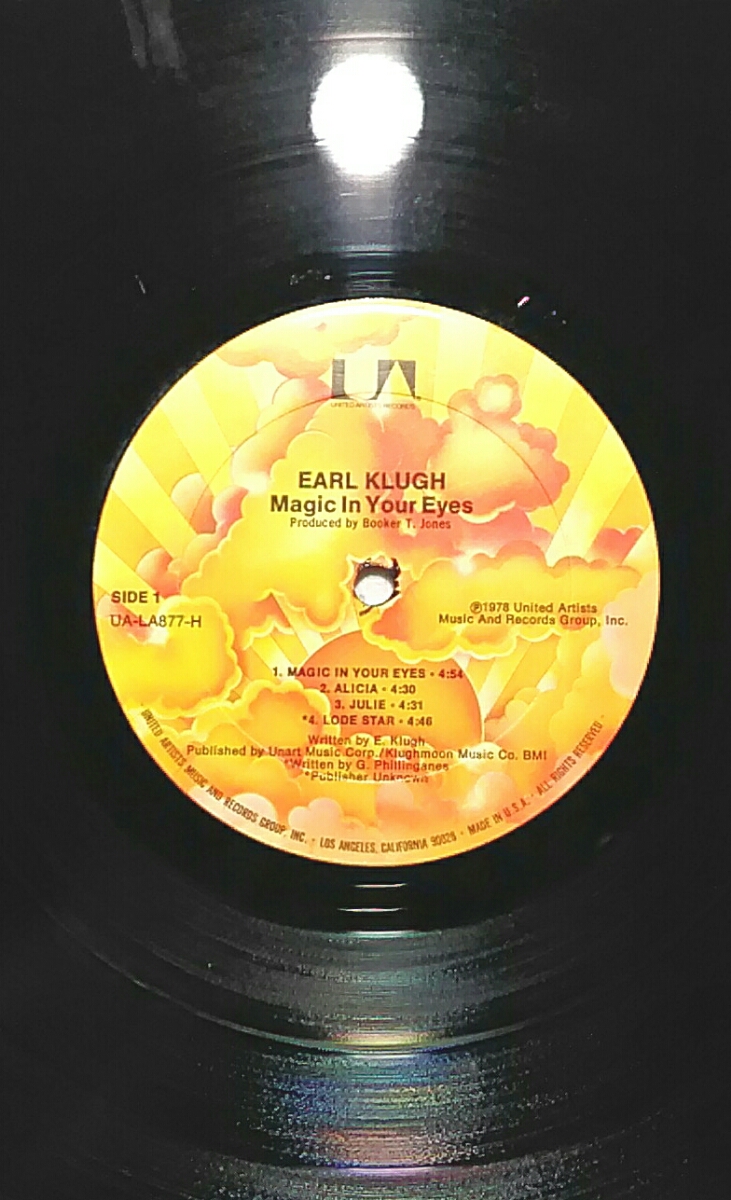 UA
UNITED ARTISTS RECORDS
EARL KLUGH
Magic In Your Eyes
Produced by Booker T. Jones
SIDE 1
UA-LA877-H
℗1978 United Artists
Music And Records Group, Inc.
1. MAGIC IN YOUR EYES • 4:54
2. ALICIA • 4:30
3. JULIE • 4:31
*4. LODE STAR • 4:46
Written by E. Klugh
Published by Unart Music Corp./Klughmoon Music Co. BMI
*Written by G. Phillinganes
*Publisher Unknown
• UNITED ARTISTS MUSIC AND RECORDS GROUP, INC. • LOS ANGELES, CALIFORNIA 90028 • MADE IN U.S.A. • ALL RIGHTS RESERVED •